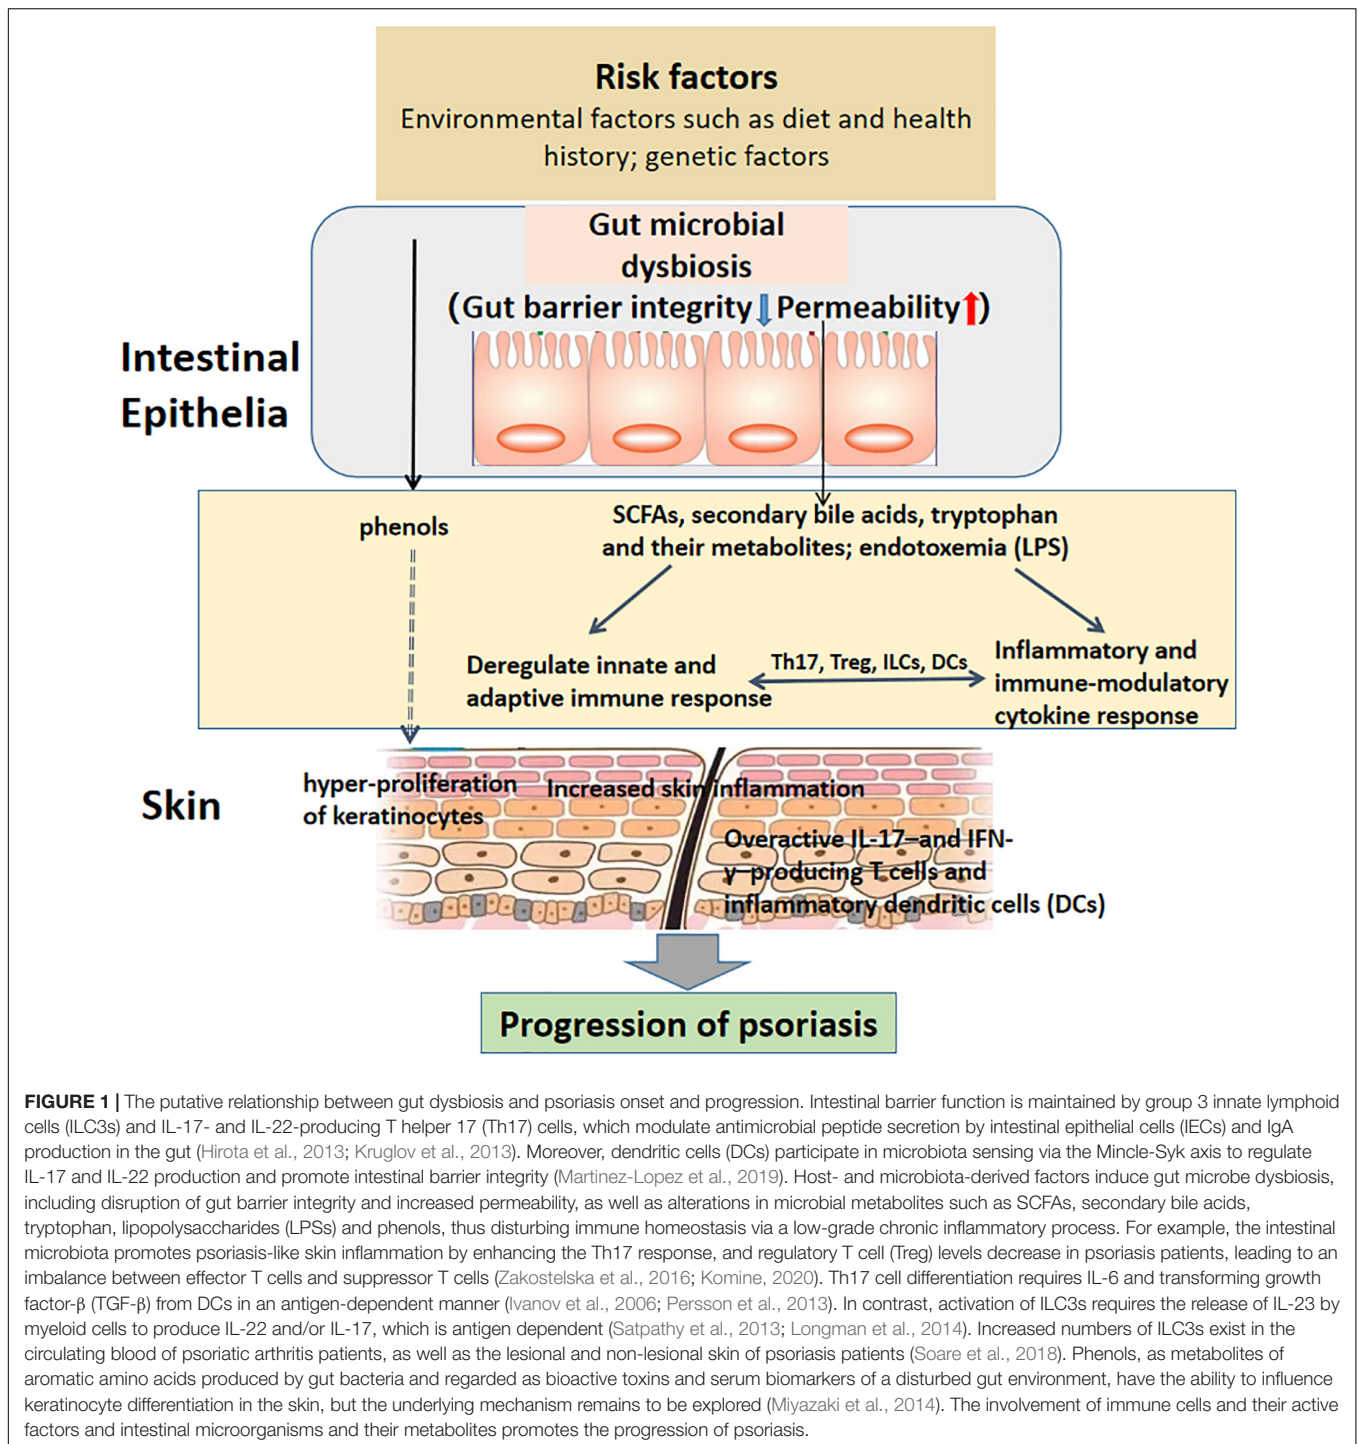 Risk factors
Environmental factors such as diet and health
history; genetic factors
Gut microbial
dysbiosis
(Gut barrier integrity Permeability )
Intestinal
Epithelia
phenols
SCFAs, secondary bile acids, tryptophan
and their metabolites; endotoxemia (LPS)
Deregulate innate and
adaptive immune response
Th17, Treg, ILCs, DCs
Inflammatory and
immune-modulatory
cytokine response
Skin
hyper-proliferation
of keratinocytes
Increased skin inflammation
Overactive IL-17–and IFN-
γ–producing T cells and
inflammatory dendritic cells (DCs)
Progression of psoriasis
FIGURE 1 | The putative relationship between gut dysbiosis and psoriasis onset and progression. Intestinal barrier function is maintained by group 3 innate lymphoid
cells (ILC3s) and IL-17- and IL-22-producing T helper 17 (Th17) cells, which modulate antimicrobial peptide secretion by intestinal epithelial cells (IECs) and IgA
production in the gut (Hirota et al., 2013; Kruglov et al., 2013). Moreover, dendritic cells (DCs) participate in microbiota sensing via the Mincle-Syk axis to regulate
IL-17 and IL-22 production and promote intestinal barrier integrity (Martinez-Lopez et al., 2019). Host- and microbiota-derived factors induce gut microbe dysbiosis,
including disruption of gut barrier integrity and increased permeability, as well as alterations in microbial metabolites such as SCFAs, secondary bile acids,
tryptophan, lipopolysaccharides (LPSs) and phenols, thus disturbing immune homeostasis via a low-grade chronic inflammatory process. For example, the intestinal
microbiota promotes psoriasis-like skin inflammation by enhancing the Th17 response, and regulatory T cell (Treg) levels decrease in psoriasis patients, leading to an
imbalance between effector T cells and suppressor T cells (Zakostelska et al., 2016; Komine, 2020). Th17 cell differentiation requires IL-6 and transforming growth
factor-β (TGF-β) from DCs in an antigen-dependent manner (Ivanov et al., 2006; Persson et al., 2013). In contrast, activation of ILC3s requires the release of IL-23 by
myeloid cells to produce IL-22 and/or IL-17, which is antigen dependent (Satpathy et al., 2013; Longman et al., 2014). Increased numbers of ILC3s exist in the
circulating blood of psoriatic arthritis patients, as well as the lesional and non-lesional skin of psoriasis patients (Soare et al., 2018). Phenols, as metabolites of
aromatic amino acids produced by gut bacteria and regarded as bioactive toxins and serum biomarkers of a disturbed gut environment, have the ability to influence
keratinocyte differentiation in the skin, but the underlying mechanism remains to be explored (Miyazaki et al., 2014). The involvement of immune cells and their active
factors and intestinal microorganisms and their metabolites promotes the progression of psoriasis.